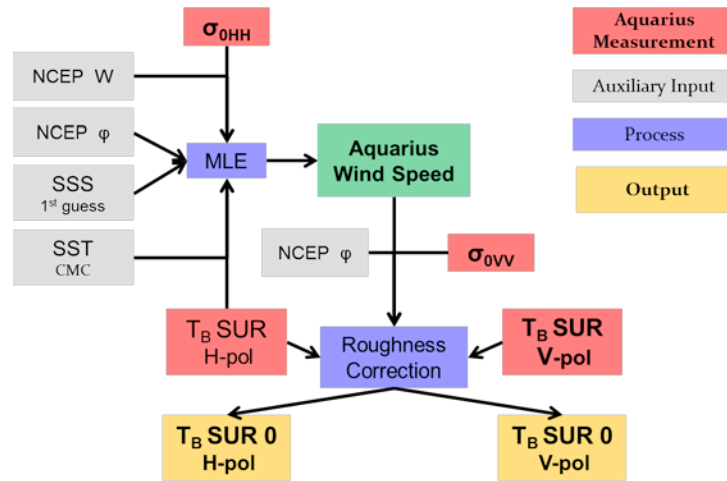 σ0HH
Aquarius
Measurement
NCEP W
Auxiliary Input
NCEP φ
MLE
Aquarius
Wind Speed
Process
SSS
1st guess
Output
SST
CMC
NCEP φ
σ0VV
TB SUR
H-pol
Roughness
Correction
TB SUR
V-pol
TB SUR 0
H-pol
TB SUR 0
V-pol